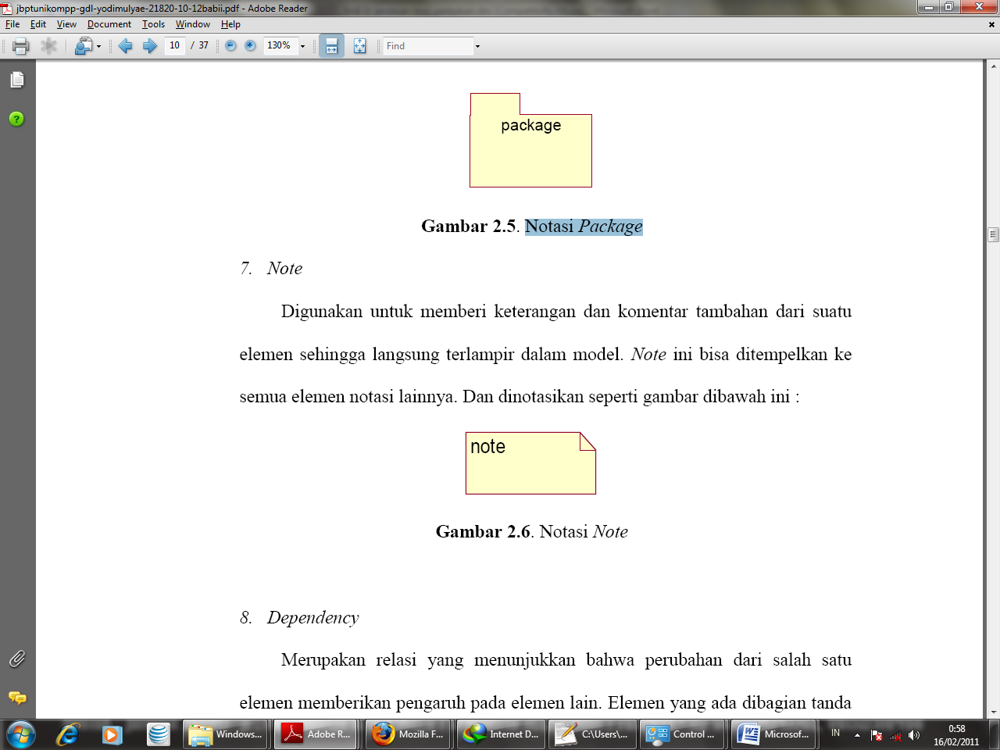 jbptunikompp-gdl-yodimulyae-21820-10-12babii.pdf - Adobe Reader
File Edit View Document Tools Window Help
10 / 37 130% Find
package
Gambar 2.5. Notasi Package
7. Note
Digunakan untuk memberi keterangan dan komentar tambahan dari suatu
elemen sehingga langsung terlampir dalam model. Note ini bisa ditempelkan ke
semua elemen notasi lainnya. Dan dinotasikan seperti gambar dibawah ini :
note
Gambar 2.6. Notasi Note
8. Dependency
Merupakan relasi yang menunjukkan bahwa perubahan dari salah satu
elemen memberikan pengaruh pada elemen lain. Elemen yang ada dibagian tanda
Windows... Adobe R... Mozilla F... Internet D... C:\Users\... Control ... Microsof... IN 0:58
16/02/2011